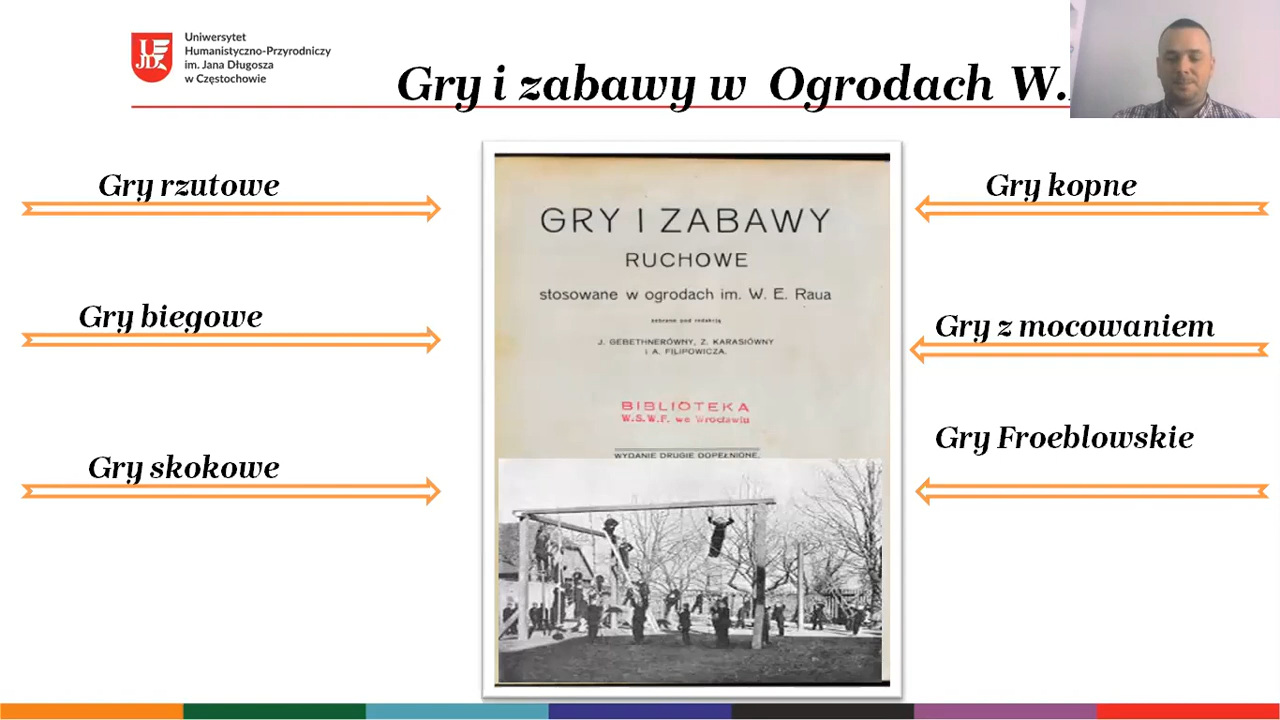 Uniwersytet
Humanistyczno-Przyrodniczy
im. Jana Długosza
w Częstochowie
Gry i zabawy w Ogrodach W.
Gry rzutowe
Gry biegowe
Gry skokowe
GRY I ZABAWY
RUCHOWE
stosowane w ogrodach im. W. E. Raua
zebrane pod redakcją
J. GEBETHNERÓWNY, Z. KARASIÓWNY
i A. FILIPOWICZA.
BIBLIOTEKA
W.S.W.F. we Wrocławiu
WYDANIE DRUGIE DOPEŁNIONE.
Gry kopne
Gry z mocowaniem
Gry Froeblowskie